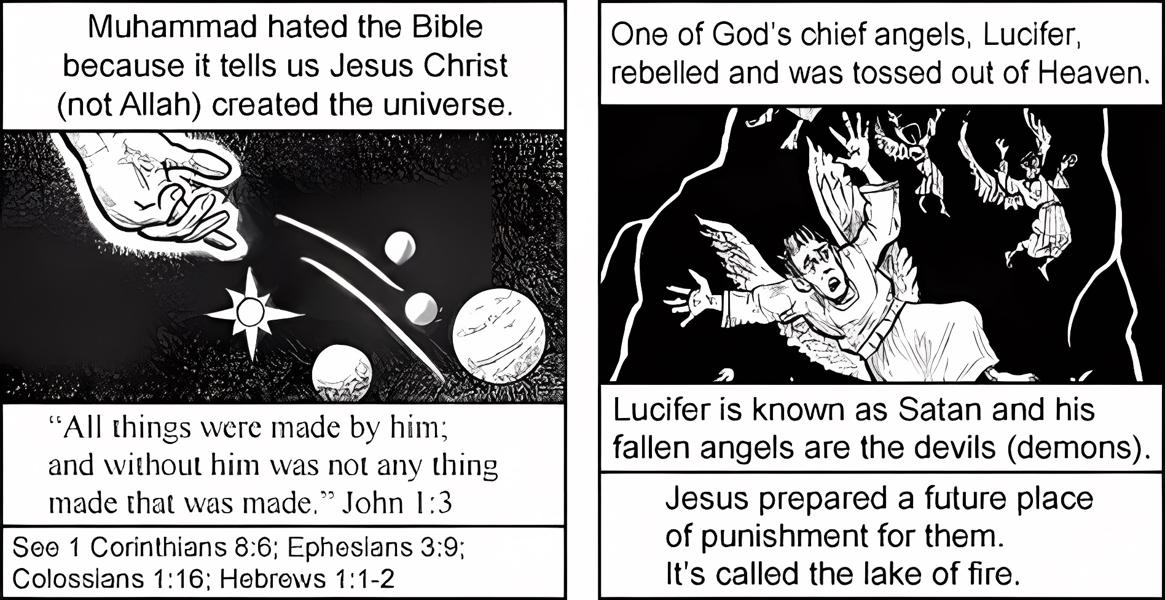 Muhammad hated the Bible
because it tells us Jesus Christ
(not Allah) created the universe.
“All things were made by him;
and without him was not any thing
made that was made.” John 1:3
See 1 Corinthians 8:6; Ephesians 3:9;
Colossians 1:16; Hebrews 1:1-2
One of God's chief angels, Lucifer,
rebelled and was tossed out of Heaven.
Lucifer is known as Satan and his
fallen angels are the devils (demons).
Jesus prepared a future place
of punishment for them.
It's called the lake of fire.